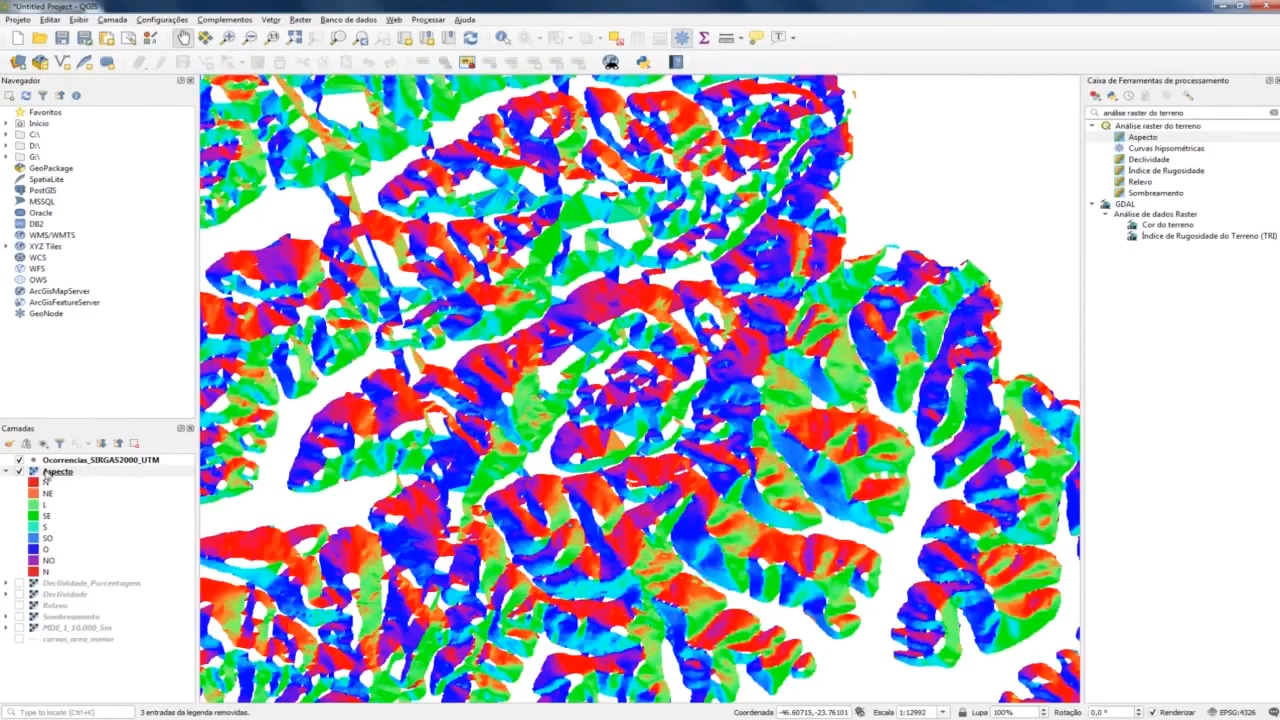 *Untitled Project - QGIS
Projeto Editar Exibir Camada Configurações Complementos Vetor Raster Banco de dados Web Processar Ajuda
Navegador
Favoritos
Início
C:\
D:\
G:\
GeoPackage
SpatiaLite
PostGIS
MSSQL
Oracle
DB2
WMS/WMTS
XYZ Tiles
WCS
WFS
OWS
ArcGisMapServer
ArcGisFeatureServer
GeoNode
Camadas
Ocorrencias_SIRGAS2000_UTM
Aspecto
N
NE
L
SE
S
SO
O
NO
N
Declividade_Porcentagem
Declividade
Relevo
Sombreamento
MDE_1_10.000_5m
curvas_area_menor
Caixa de Ferramentas de processamento
análise raster do terreno
Análise raster do terreno
Aspecto
Curvas hipsométricas
Declividade
Índice de Rugosidade
Relevo
Sombreamento
GDAL
Análise de dados Raster
Cor do terreno
Índice de Rugosidade do Terreno (TRI)
Type to locate (Ctrl+K) 3 entradas da legenda removidas. Coordenada -46.60715,-23.76101 Escala 1:12992 Lupa 100% Rotação 0,0 ° Renderizar EPSG:4326